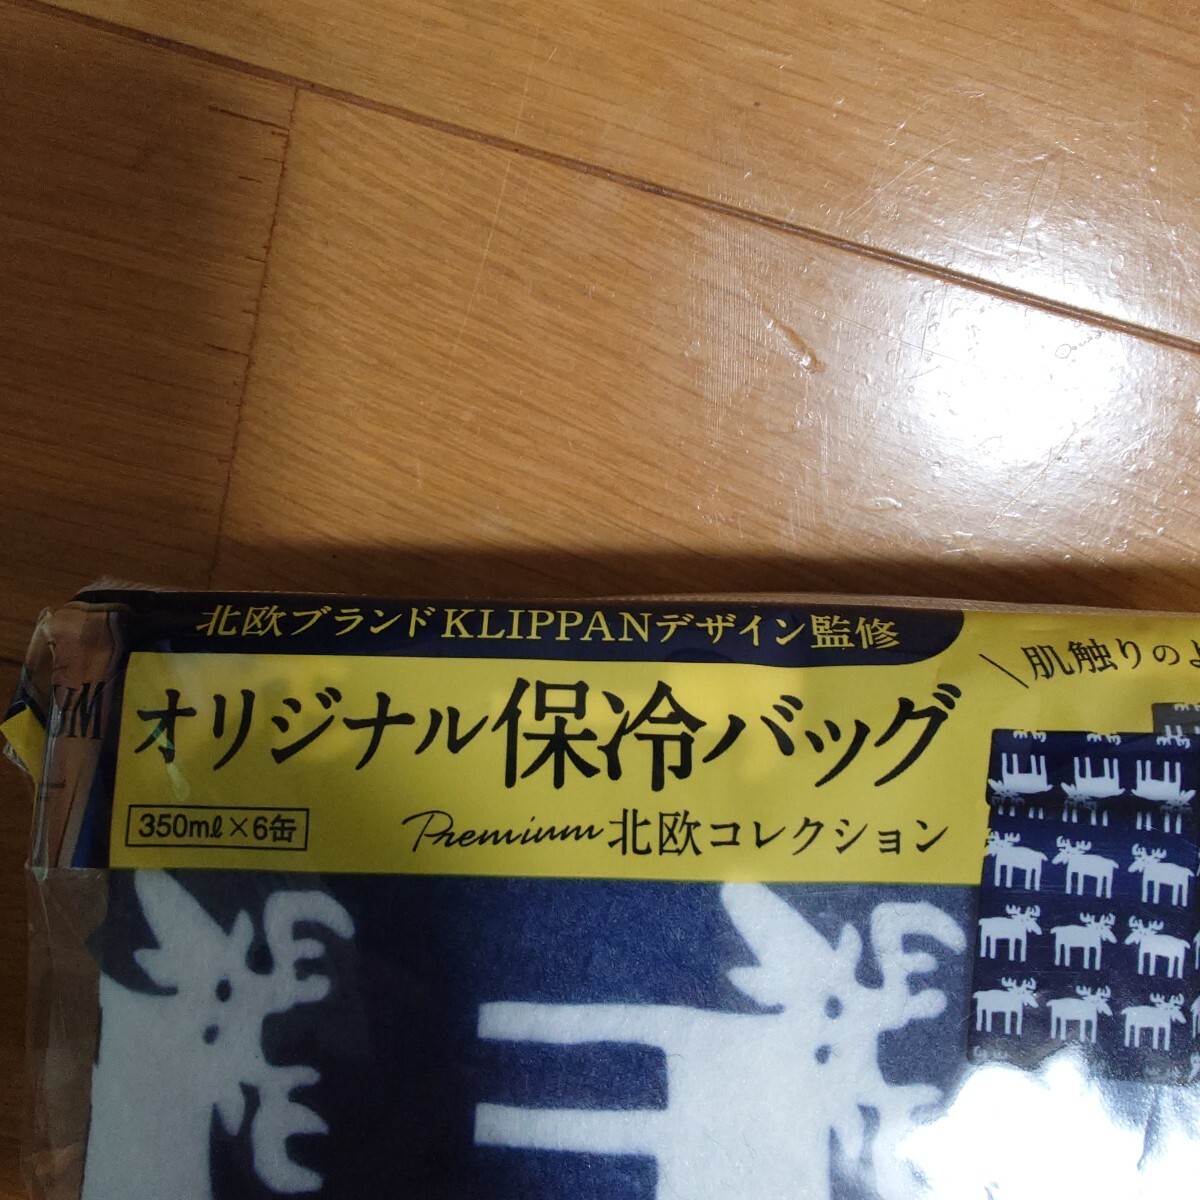 北欧ブランドKLIPPANデザイン監修
オリジナル保冷バッグ
350mℓ×6缶
Premium 北欧コレクション
\肌触りのよ
UM